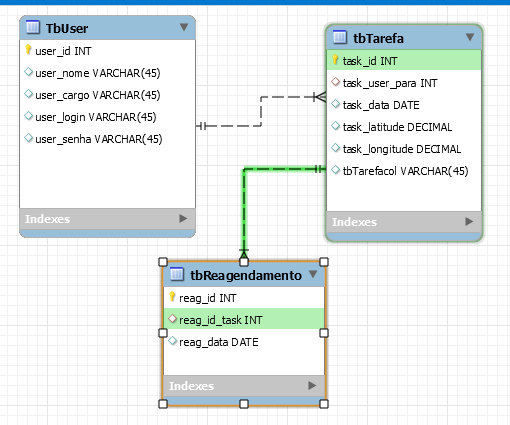 TbUser
user_id INT
user_nome VARCHAR(45)
user_cargo VARCHAR(45)
user_login VARCHAR(45)
user_senha VARCHAR(45)
Indexes
tbTarefa
task_id INT
task_user_para INT
task_data DATE
task_latitude DECIMAL
task_longitude DECIMAL
tbTarefacol VARCHAR(45)
Indexes
tbReagendamento
reag_id INT
reag_id_task INT
reag_data DATE
Indexes